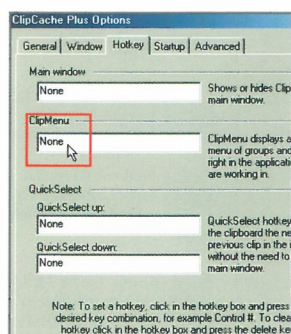 ClipCache Plus Options
General Window Hotkey Startup Advanced
Main window
None
Shows or hides Clip
main window.
ClipMenu
None
ClipMenu displays a
menu of groups and
right in the applicatio
are working in.
QuickSelect
QuickSelect up:
None
QuickSelect hotkey
the clipboard the ne
previous clip in the
without the need to
main window.
QuickSelect down:
None
Note: To set a hotkey, click in the hotkey box and press
desired key combination, for example Control #. To clea
hotkey click in the hotkey box and press the delete ke